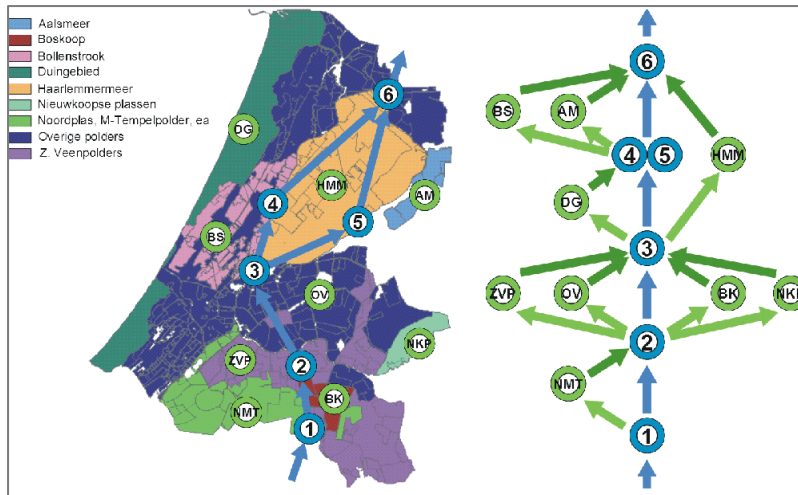 Aalsmeer
Boskoop
Bollenstrook
Duingebied
Haarlemmermeer
Nieuwkoopse plassen
Noordplas, M-Tempelpolder, ea
Overige polders
Z. Veenpolders
6
DG
HMM
AM
4
5
BS
3
OV
NKP
ZVP
2
NMT
BK
1
6
BS
AM
4
5
HMM
DG
3
ZVP
OV
BK
NKP
2
NMT
1